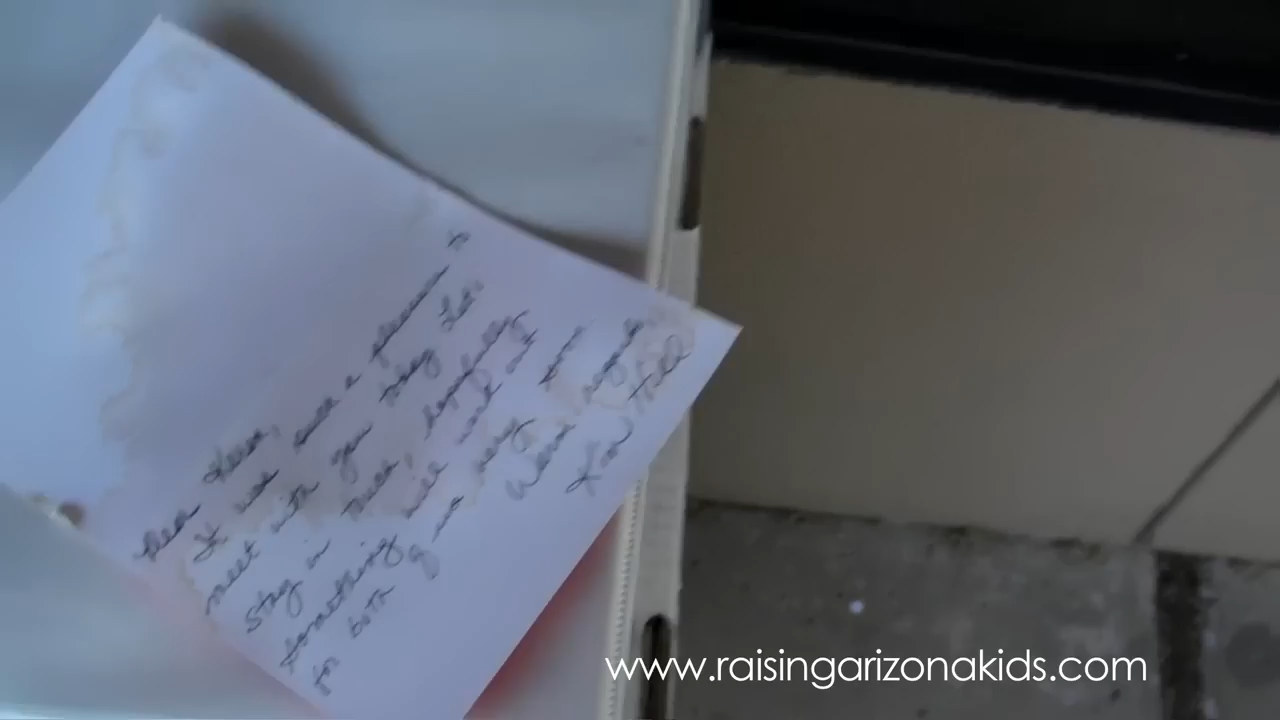 Dear Karen,
It was such a pleasure to
meet with you today. Let's
stay in touch, hopefully
something will work out
for both of us very soon
Warm regards,
www.raisingarizonakids.com